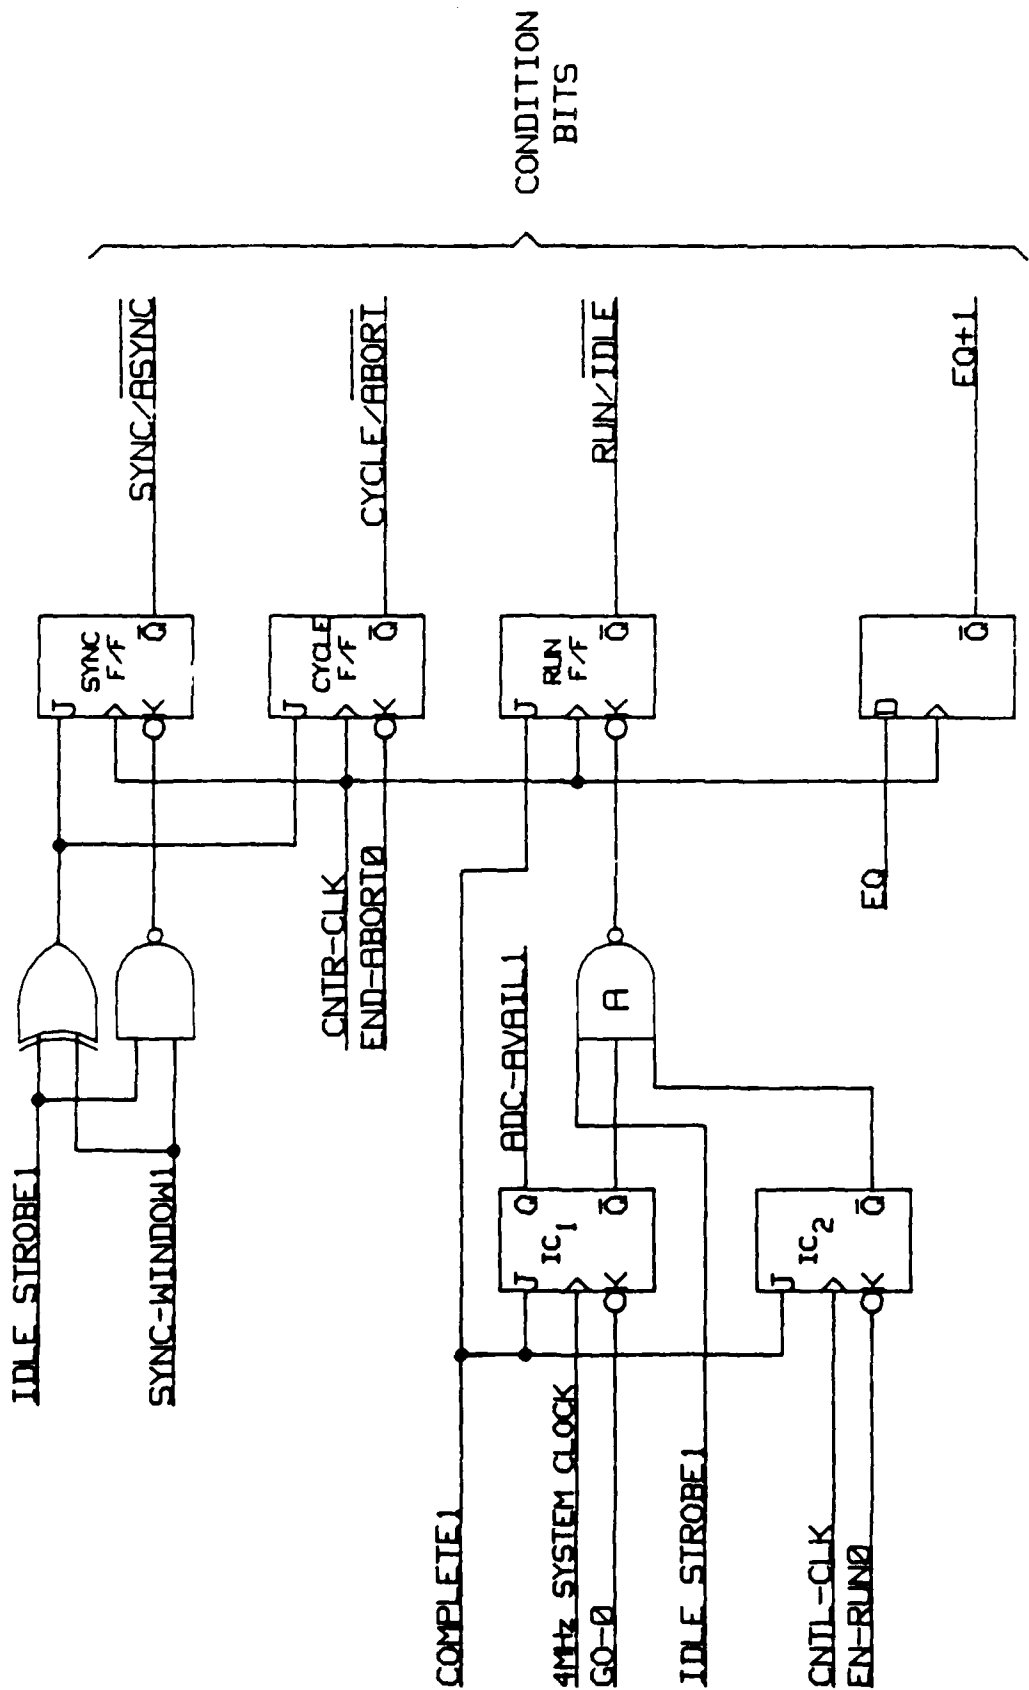 IDLE STROBE1
SYNC-WINDOW1
J
SYNC
F/F
K
Q
SYNC/ASYNC
CNTR-CLK
END-ABORT0
J
CYCLE
F/F
K
Q
CYCLE/ABORT
COMPLETE1
4MHz SYSTEM CLOCK
GO-0
J
IC1
K
Q
Q
ADC-AVAIL1
IDLE STROBE1
A
J
RUN
F/F
K
Q
RUN/IDLE
CNTL-CLK
EN-RUN0
J
IC2
K
Q
EQ
D
Q
EQ+1
CONDITION
BITS